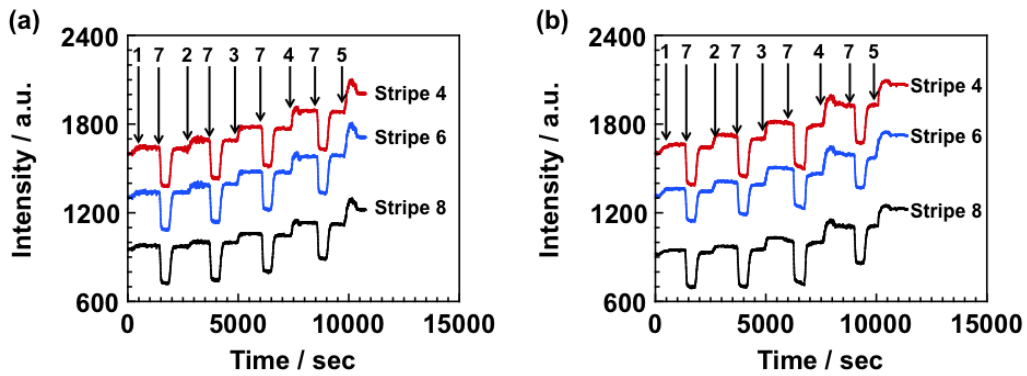 (a)
2400
1800
1200
600
Intensity / a.u.
1 7 2 7 3 7 4 7 5
Stripe 4
Stripe 6
Stripe 8
0 5000 10000 15000
Time / sec
(b)
2400
1800
1200
600
Intensity / a.u.
1 7 2 7 3 7 4 7 5
Stripe 4
Stripe 6
Stripe 8
0 5000 10000 15000
Time / sec